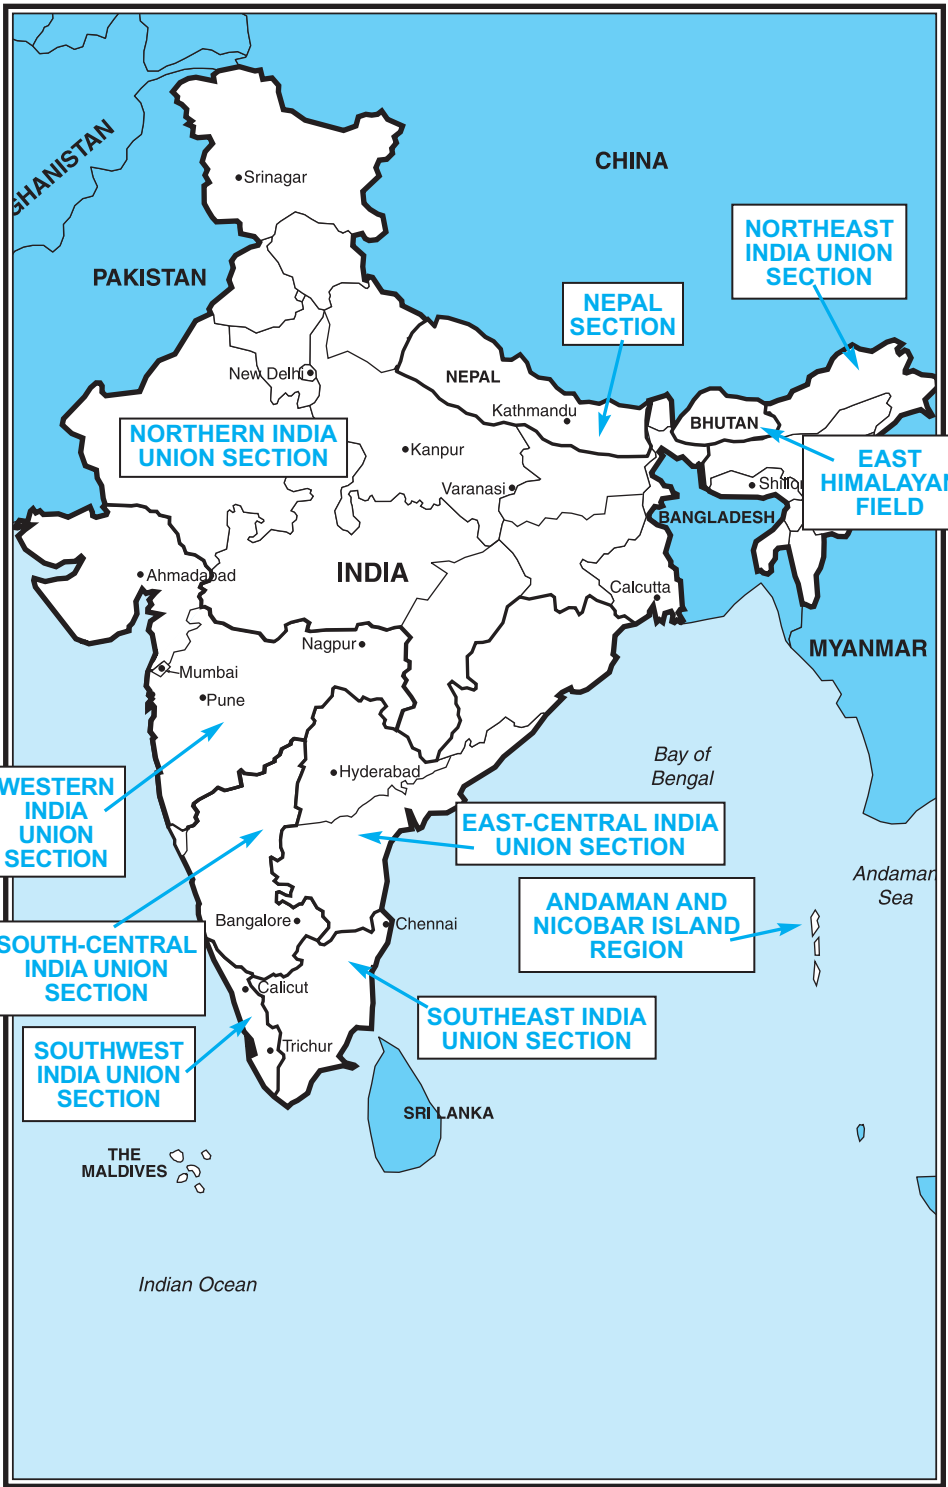 GHANISTAN
Srinagar
CHINA
PAKISTAN
NORTHEAST
INDIA UNION
SECTION
NEPAL
SECTION
New Delhi
NEPAL
Kathmandu
BHUTAN
NORTHERN INDIA
UNION SECTION
Kanpur
Varanasi
EAST
HIMALAYAN
FIELD
BANGLADESH
INDIA
Ahmadabad
Calcutta
Nagpur
MYANMAR
Mumbai
Pune
Bay of
Bengal
Hyderabad
WESTERN
INDIA
UNION
SECTION
EAST-CENTRAL INDIA
UNION SECTION
Andaman
Sea
ANDAMAN AND
NICOBAR ISLAND
REGION
Bangalore
Chennai
SOUTH-CENTRAL
INDIA UNION
SECTION
Calicut
SOUTHEAST INDIA
UNION SECTION
SOUTHWEST
INDIA UNION
SECTION
Trichur
SRI LANKA
THE
MALDIVES
Indian Ocean